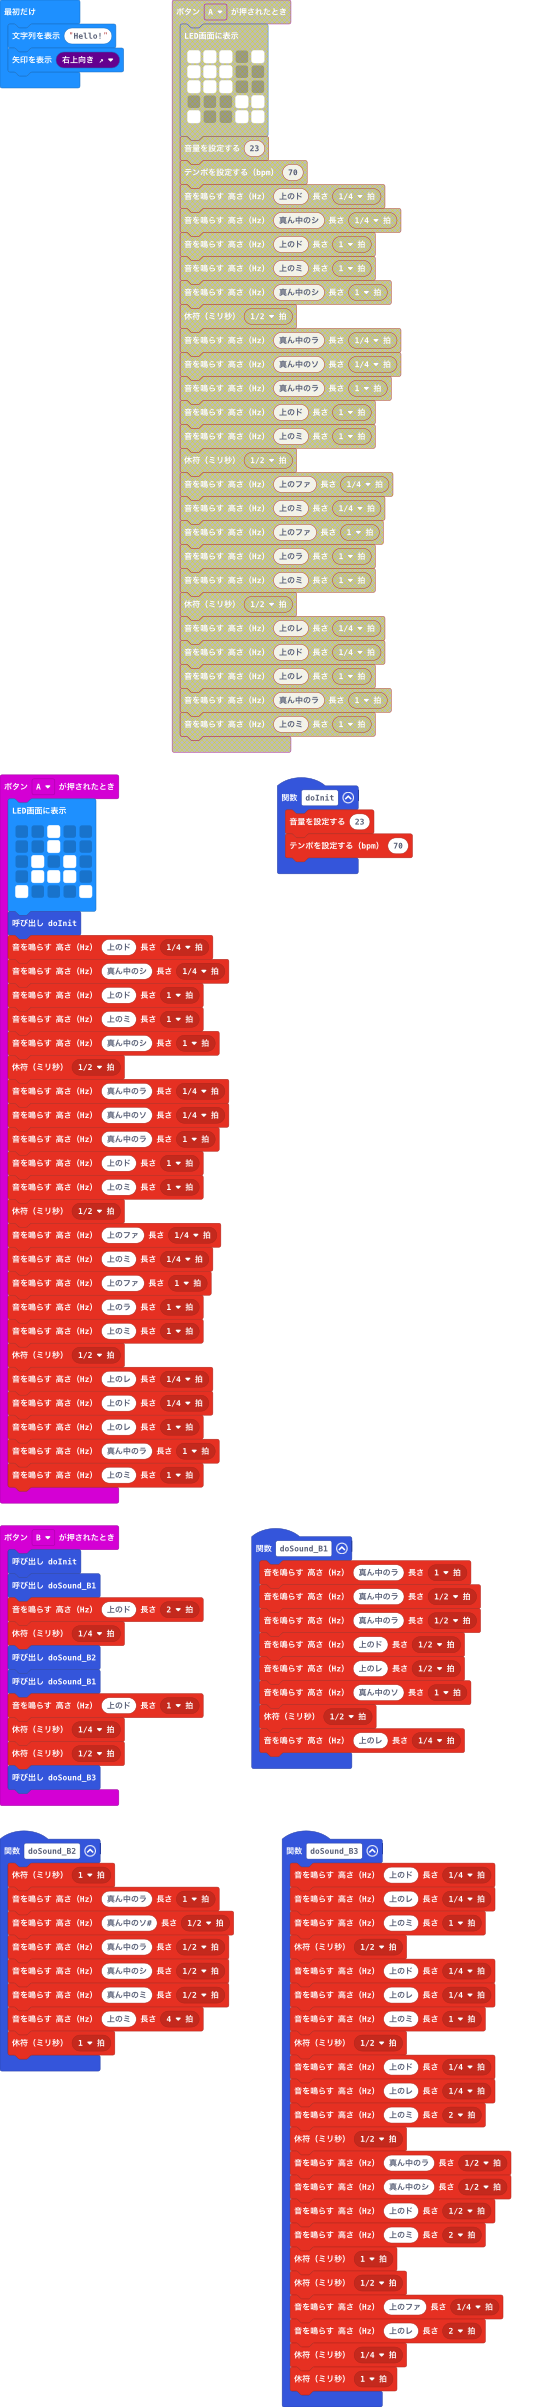 最初だけ
文字列を表示 "Hello!"
矢印を表示 右上向き ↗
ボタン A が押されたとき
LED画面に表示
音量を設定する 23
テンポを設定する (bpm) 70
音を鳴らす 高さ (Hz) 上のド 長さ 1/4 拍
音を鳴らす 高さ (Hz) 真ん中のシ 長さ 1/4 拍
音を鳴らす 高さ (Hz) 上のド 長さ 1 拍
音を鳴らす 高さ (Hz) 上のミ 長さ 1 拍
音を鳴らす 高さ (Hz) 真ん中のシ 長さ 1 拍
休符 (ミリ秒) 1/2 拍
音を鳴らす 高さ (Hz) 真ん中のラ 長さ 1/4 拍
音を鳴らす 高さ (Hz) 真ん中のソ 長さ 1/4 拍
音を鳴らす 高さ (Hz) 真ん中のラ 長さ 1 拍
音を鳴らす 高さ (Hz) 上のド 長さ 1 拍
音を鳴らす 高さ (Hz) 上のミ 長さ 1 拍
休符 (ミリ秒) 1/2 拍
音を鳴らす 高さ (Hz) 上のファ 長さ 1/4 拍
音を鳴らす 高さ (Hz) 上のミ 長さ 1/4 拍
音を鳴らす 高さ (Hz) 上のファ 長さ 1 拍
音を鳴らす 高さ (Hz) 上のラ 長さ 1 拍
音を鳴らす 高さ (Hz) 上のミ 長さ 1 拍
休符 (ミリ秒) 1/2 拍
音を鳴らす 高さ (Hz) 上のレ 長さ 1/4 拍
音を鳴らす 高さ (Hz) 上のド 長さ 1/4 拍
音を鳴らす 高さ (Hz) 上のレ 長さ 1 拍
音を鳴らす 高さ (Hz) 真ん中のラ 長さ 1 拍
音を鳴らす 高さ (Hz) 上のミ 長さ 1 拍
ボタン A が押されたとき
LED画面に表示
呼び出し doInit
音を鳴らす 高さ (Hz) 上のド 長さ 1/4 拍
音を鳴らす 高さ (Hz) 真ん中のシ 長さ 1/4 拍
音を鳴らす 高さ (Hz) 上のド 長さ 1 拍
音を鳴らす 高さ (Hz) 上のミ 長さ 1 拍
音を鳴らす 高さ (Hz) 真ん中のシ 長さ 1 拍
休符 (ミリ秒) 1/2 拍
音を鳴らす 高さ (Hz) 真ん中のラ 長さ 1/4 拍
音を鳴らす 高さ (Hz) 真ん中のソ 長さ 1/4 拍
音を鳴らす 高さ (Hz) 真ん中のラ 長さ 1 拍
音を鳴らす 高さ (Hz) 上のド 長さ 1 拍
音を鳴らす 高さ (Hz) 上のミ 長さ 1 拍
休符 (ミリ秒) 1/2 拍
音を鳴らす 高さ (Hz) 上のファ 長さ 1/4 拍
音を鳴らす 高さ (Hz) 上のミ 長さ 1/4 拍
音を鳴らす 高さ (Hz) 上のファ 長さ 1 拍
音を鳴らす 高さ (Hz) 上のラ 長さ 1 拍
音を鳴らす 高さ (Hz) 上のミ 長さ 1 拍
休符 (ミリ秒) 1/2 拍
音を鳴らす 高さ (Hz) 上のレ 長さ 1/4 拍
音を鳴らす 高さ (Hz) 上のド 長さ 1/4 拍
音を鳴らす 高さ (Hz) 上のレ 長さ 1 拍
音を鳴らす 高さ (Hz) 真ん中のラ 長さ 1 拍
音を鳴らす 高さ (Hz) 上のミ 長さ 1 拍
関数 doInit
音量を設定する 23
テンポを設定する (bpm) 70
ボタン B が押されたとき
呼び出し doInit
呼び出し doSound_B1
音を鳴らす 高さ (Hz) 上のド 長さ 2 拍
休符 (ミリ秒) 1/4 拍
呼び出し doSound_B2
呼び出し doSound_B1
音を鳴らす 高さ (Hz) 上のド 長さ 1 拍
休符 (ミリ秒) 1/4 拍
休符 (ミリ秒) 1/2 拍
呼び出し doSound_B3
関数 doSound_B1
音を鳴らす 高さ (Hz) 真ん中のラ 長さ 1 拍
音を鳴らす 高さ (Hz) 真ん中のラ 長さ 1/2 拍
音を鳴らす 高さ (Hz) 真ん中のラ 長さ 1/2 拍
音を鳴らす 高さ (Hz) 上のド 長さ 1/2 拍
音を鳴らす 高さ (Hz) 上のレ 長さ 1/2 拍
音を鳴らす 高さ (Hz) 真ん中のソ 長さ 1 拍
休符 (ミリ秒) 1/2 拍
音を鳴らす 高さ (Hz) 上のレ 長さ 1/4 拍
関数 doSound_B2
休符 (ミリ秒) 1 拍
音を鳴らす 高さ (Hz) 真ん中のラ 長さ 1 拍
音を鳴らす 高さ (Hz) 真ん中のソ# 長さ 1/2 拍
音を鳴らす 高さ (Hz) 真ん中のラ 長さ 1/2 拍
音を鳴らす 高さ (Hz) 真ん中のシ 長さ 1/2 拍
音を鳴らす 高さ (Hz) 真ん中のミ 長さ 1/2 拍
音を鳴らす 高さ (Hz) 上のミ 長さ 4 拍
休符 (ミリ秒) 1 拍
関数 doSound_B3
音を鳴らす 高さ (Hz) 上のド 長さ 1/4 拍
音を鳴らす 高さ (Hz) 上のレ 長さ 1/4 拍
音を鳴らす 高さ (Hz) 上のミ 長さ 1 拍
休符 (ミリ秒) 1/2 拍
音を鳴らす 高さ (Hz) 上のド 長さ 1/4 拍
音を鳴らす 高さ (Hz) 上のレ 長さ 1/4 拍
音を鳴らす 高さ (Hz) 上のミ 長さ 1 拍
休符 (ミリ秒) 1/2 拍
音を鳴らす 高さ (Hz) 上のド 長さ 1/4 拍
音を鳴らす 高さ (Hz) 上のレ 長さ 1/4 拍
音を鳴らす 高さ (Hz) 上のミ 長さ 2 拍
休符 (ミリ秒) 1/2 拍
音を鳴らす 高さ (Hz) 真ん中のラ 長さ 1/2 拍
音を鳴らす 高さ (Hz) 真ん中のシ 長さ 1/2 拍
音を鳴らす 高さ (Hz) 上のド 長さ 1/2 拍
音を鳴らす 高さ (Hz) 上のミ 長さ 2 拍
休符 (ミリ秒) 1 拍
休符 (ミリ秒) 1/2 拍
音を鳴らす 高さ (Hz) 上のファ 長さ 1/4 拍
音を鳴らす 高さ (Hz) 上のレ 長さ 2 拍
休符 (ミリ秒) 1/4 拍
休符 (ミリ秒) 1 拍